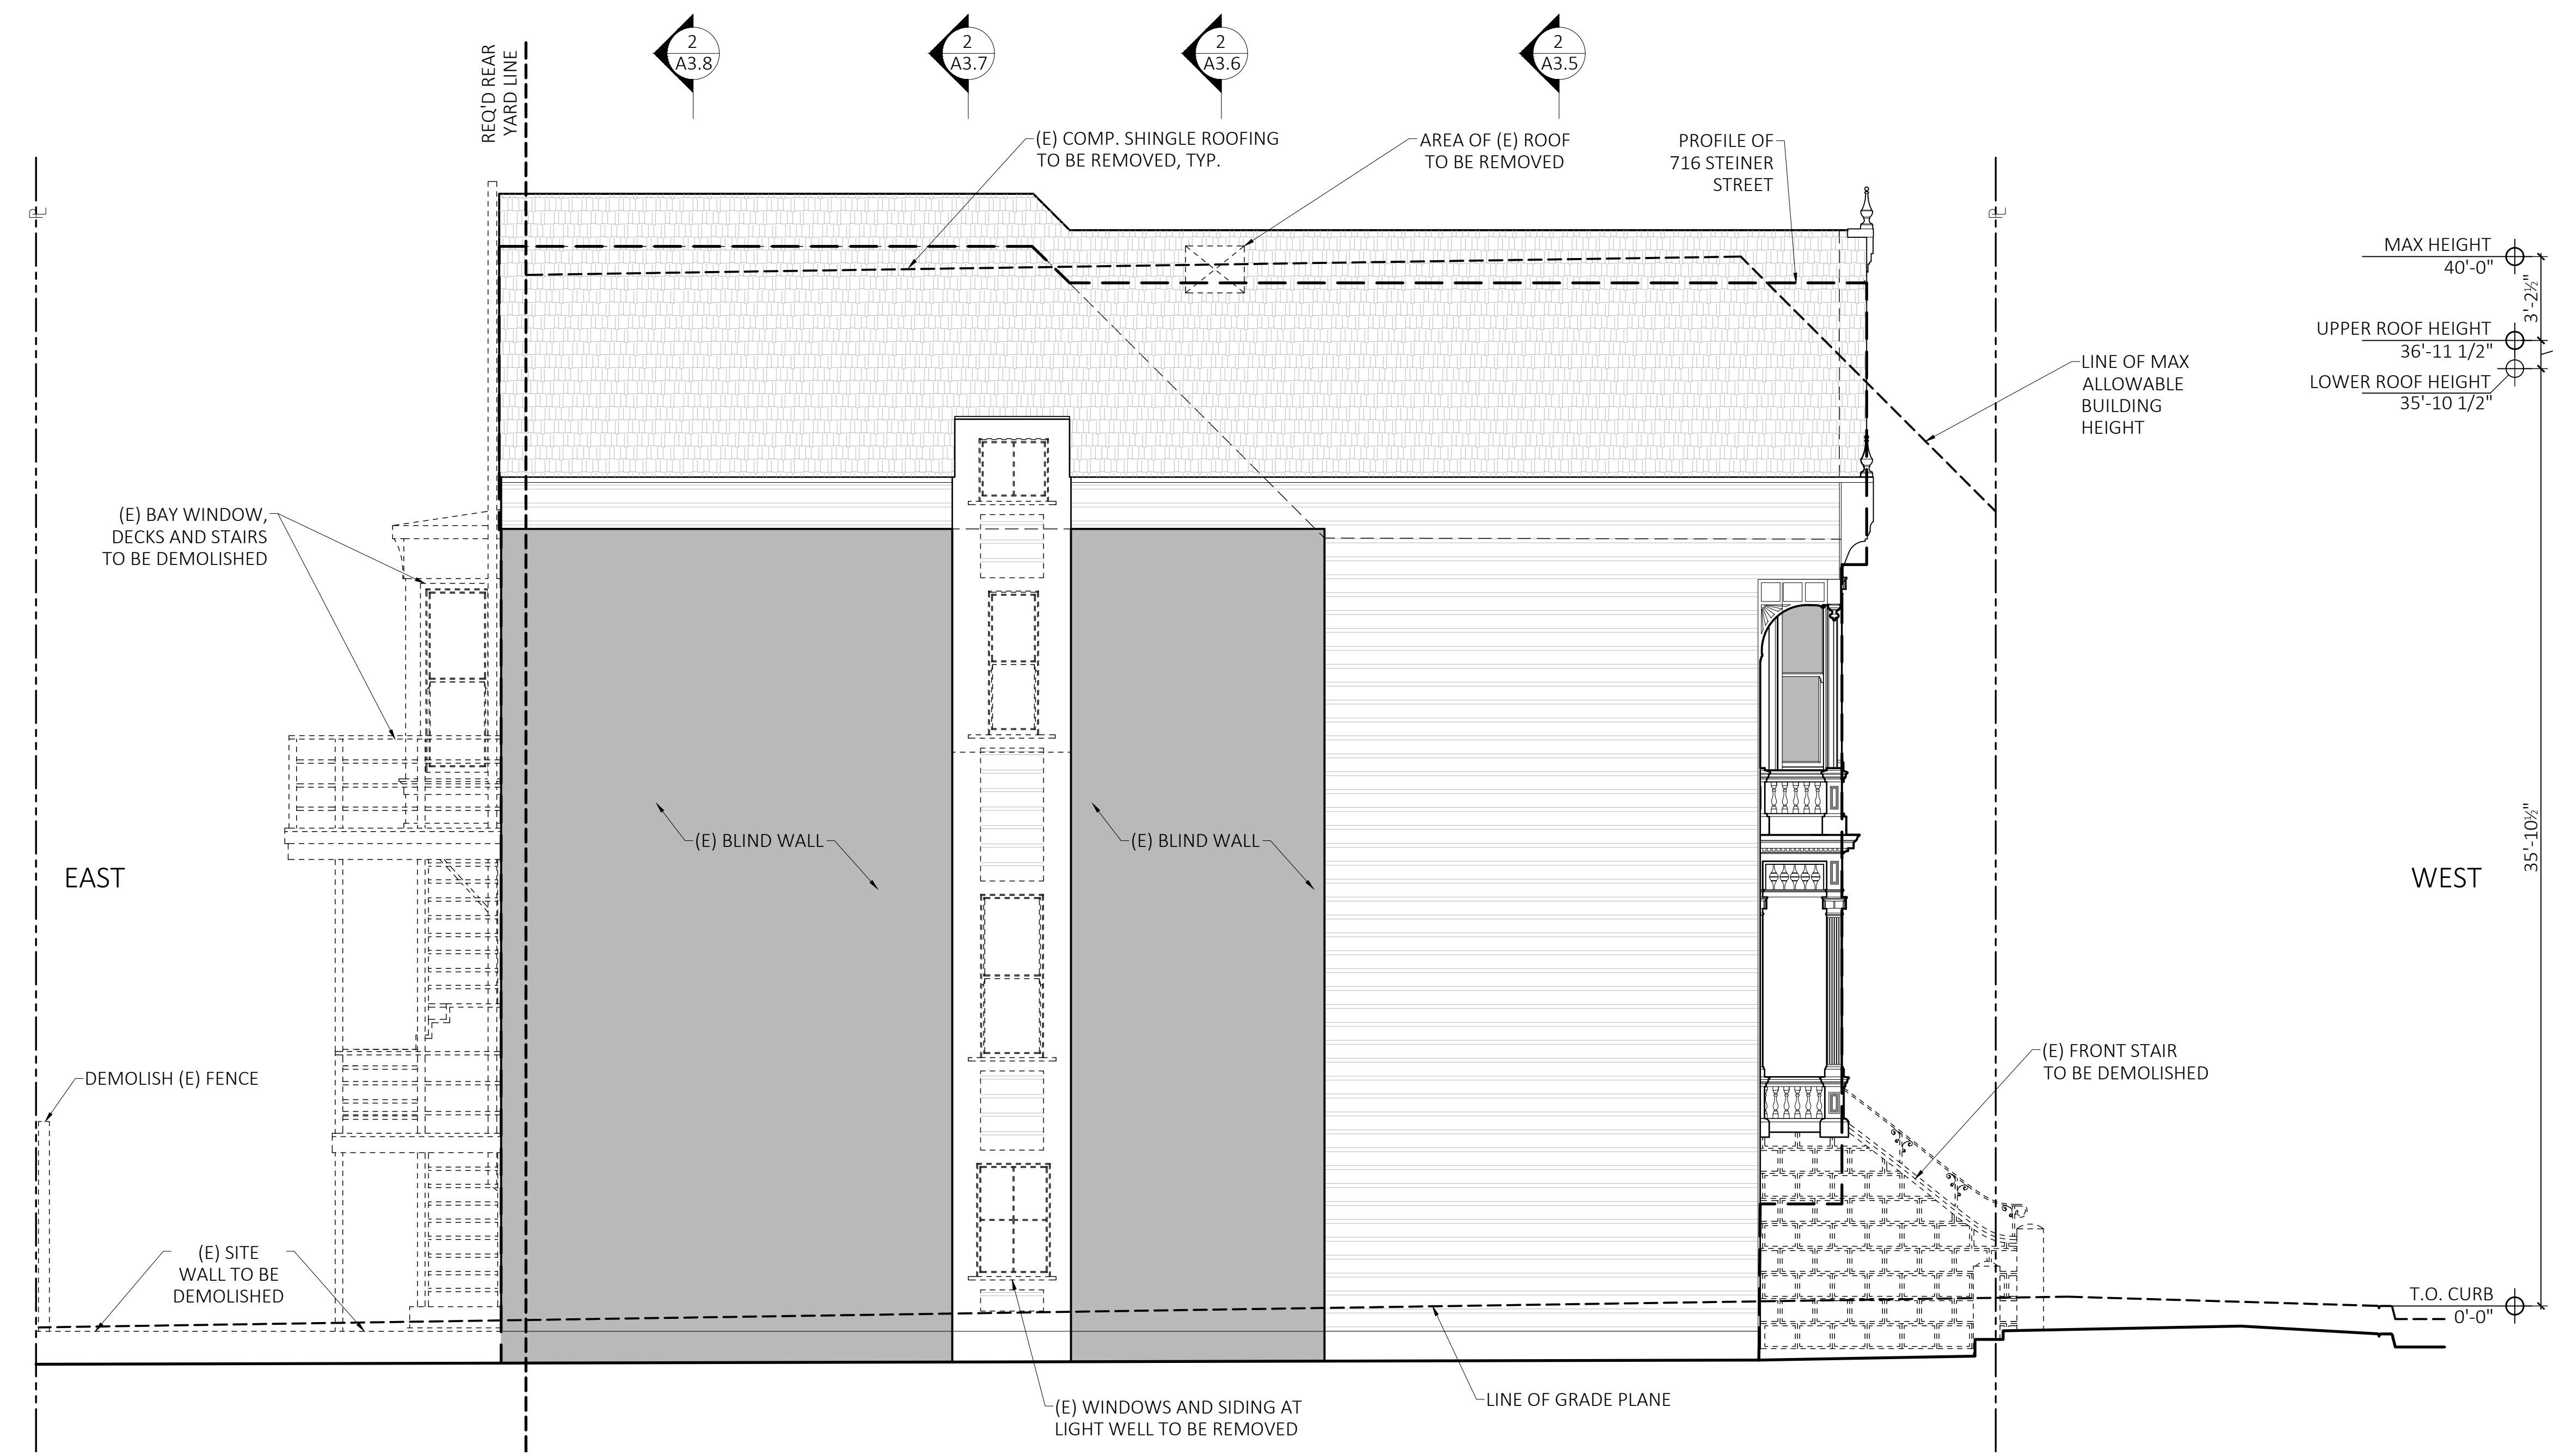 REQ'D REAR
YARD LINE
2
A3.8
2
A3.7
2
A3.6
2
A3.5
(E) COMP. SHINGLE ROOFING
TO BE REMOVED, TYP.
AREA OF (E) ROOF
TO BE REMOVED
PROFILE OF
716 STEINER
STREET
PL
PL
MAX HEIGHT
40'-0"
3'-2½"
UPPER ROOF HEIGHT
36'-11 1/2"
LOWER ROOF HEIGHT
35'-10 1/2"
LINE OF MAX
ALLOWABLE
BUILDING
HEIGHT
(E) BAY WINDOW,
DECKS AND STAIRS
TO BE DEMOLISHED
(E) BLIND WALL
(E) BLIND WALL
35'-10½"
EAST
WEST
DEMOLISH (E) FENCE
(E) FRONT STAIR
TO BE DEMOLISHED
(E) SITE
WALL TO BE
DEMOLISHED
T.O. CURB
0'-0"
(E) WINDOWS AND SIDING AT
LIGHT WELL TO BE REMOVED
LINE OF GRADE PLANE